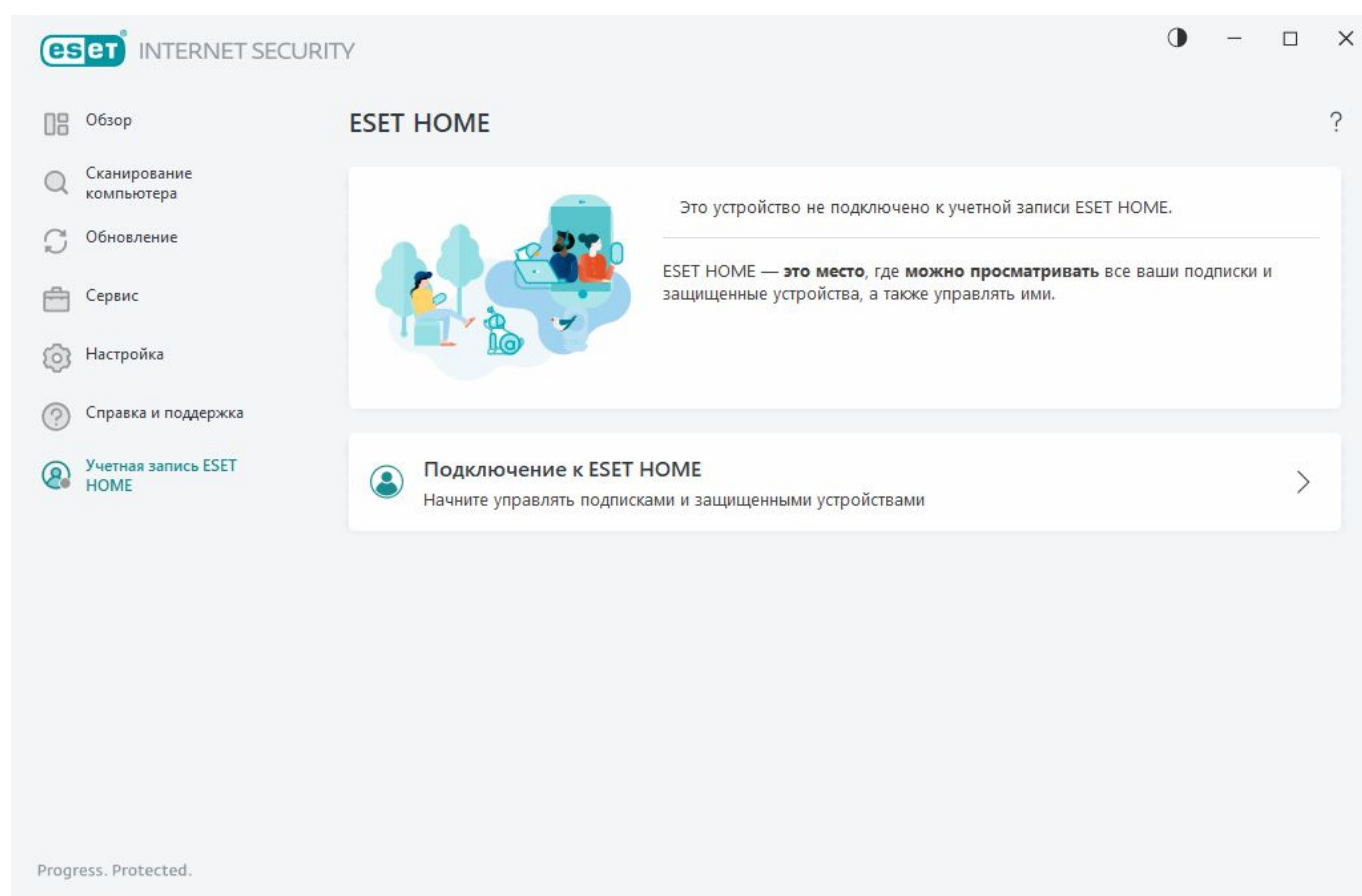 eset® INTERNET SECURITY
Обзор
Сканирование
компьютера
Обновление
Сервис
Настройка
Справка и поддержка
Учетная запись ESET
HOME
ESET HOME
?
Это устройство не подключено к учетной записи ESET HOME.
ESET HOME — это место, где можно просматривать все ваши подписки и
защищенные устройства, а также управлять ими.
Подключение к ESET HOME
Начните управлять подписками и защищенными устройствами
Progress. Protected.